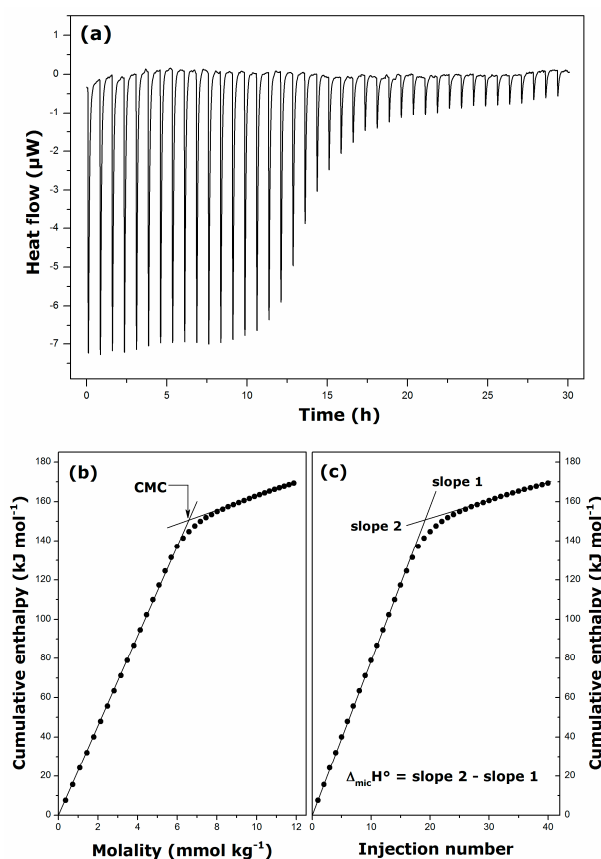 (a)
1
0
-1
-2
-3
-4
-5
-6
-7
Heat flow (µW)
0 5 10 15 20 25 30
Time (h)
(b)
CMC
180
160
140
120
100
80
60
40
20
0
Cumulative enthalpy (kJ mol⁻¹)
0 2 4 6 8 10 12
Molality (mmol kg⁻¹)
(c)
slope 1
slope 2
ΔmicH° = slope 2 - slope 1
0 10 20 30 40
Injection number
180
160
140
120
100
80
60
40
20
0
Cumulative enthalpy (kJ mol⁻¹)